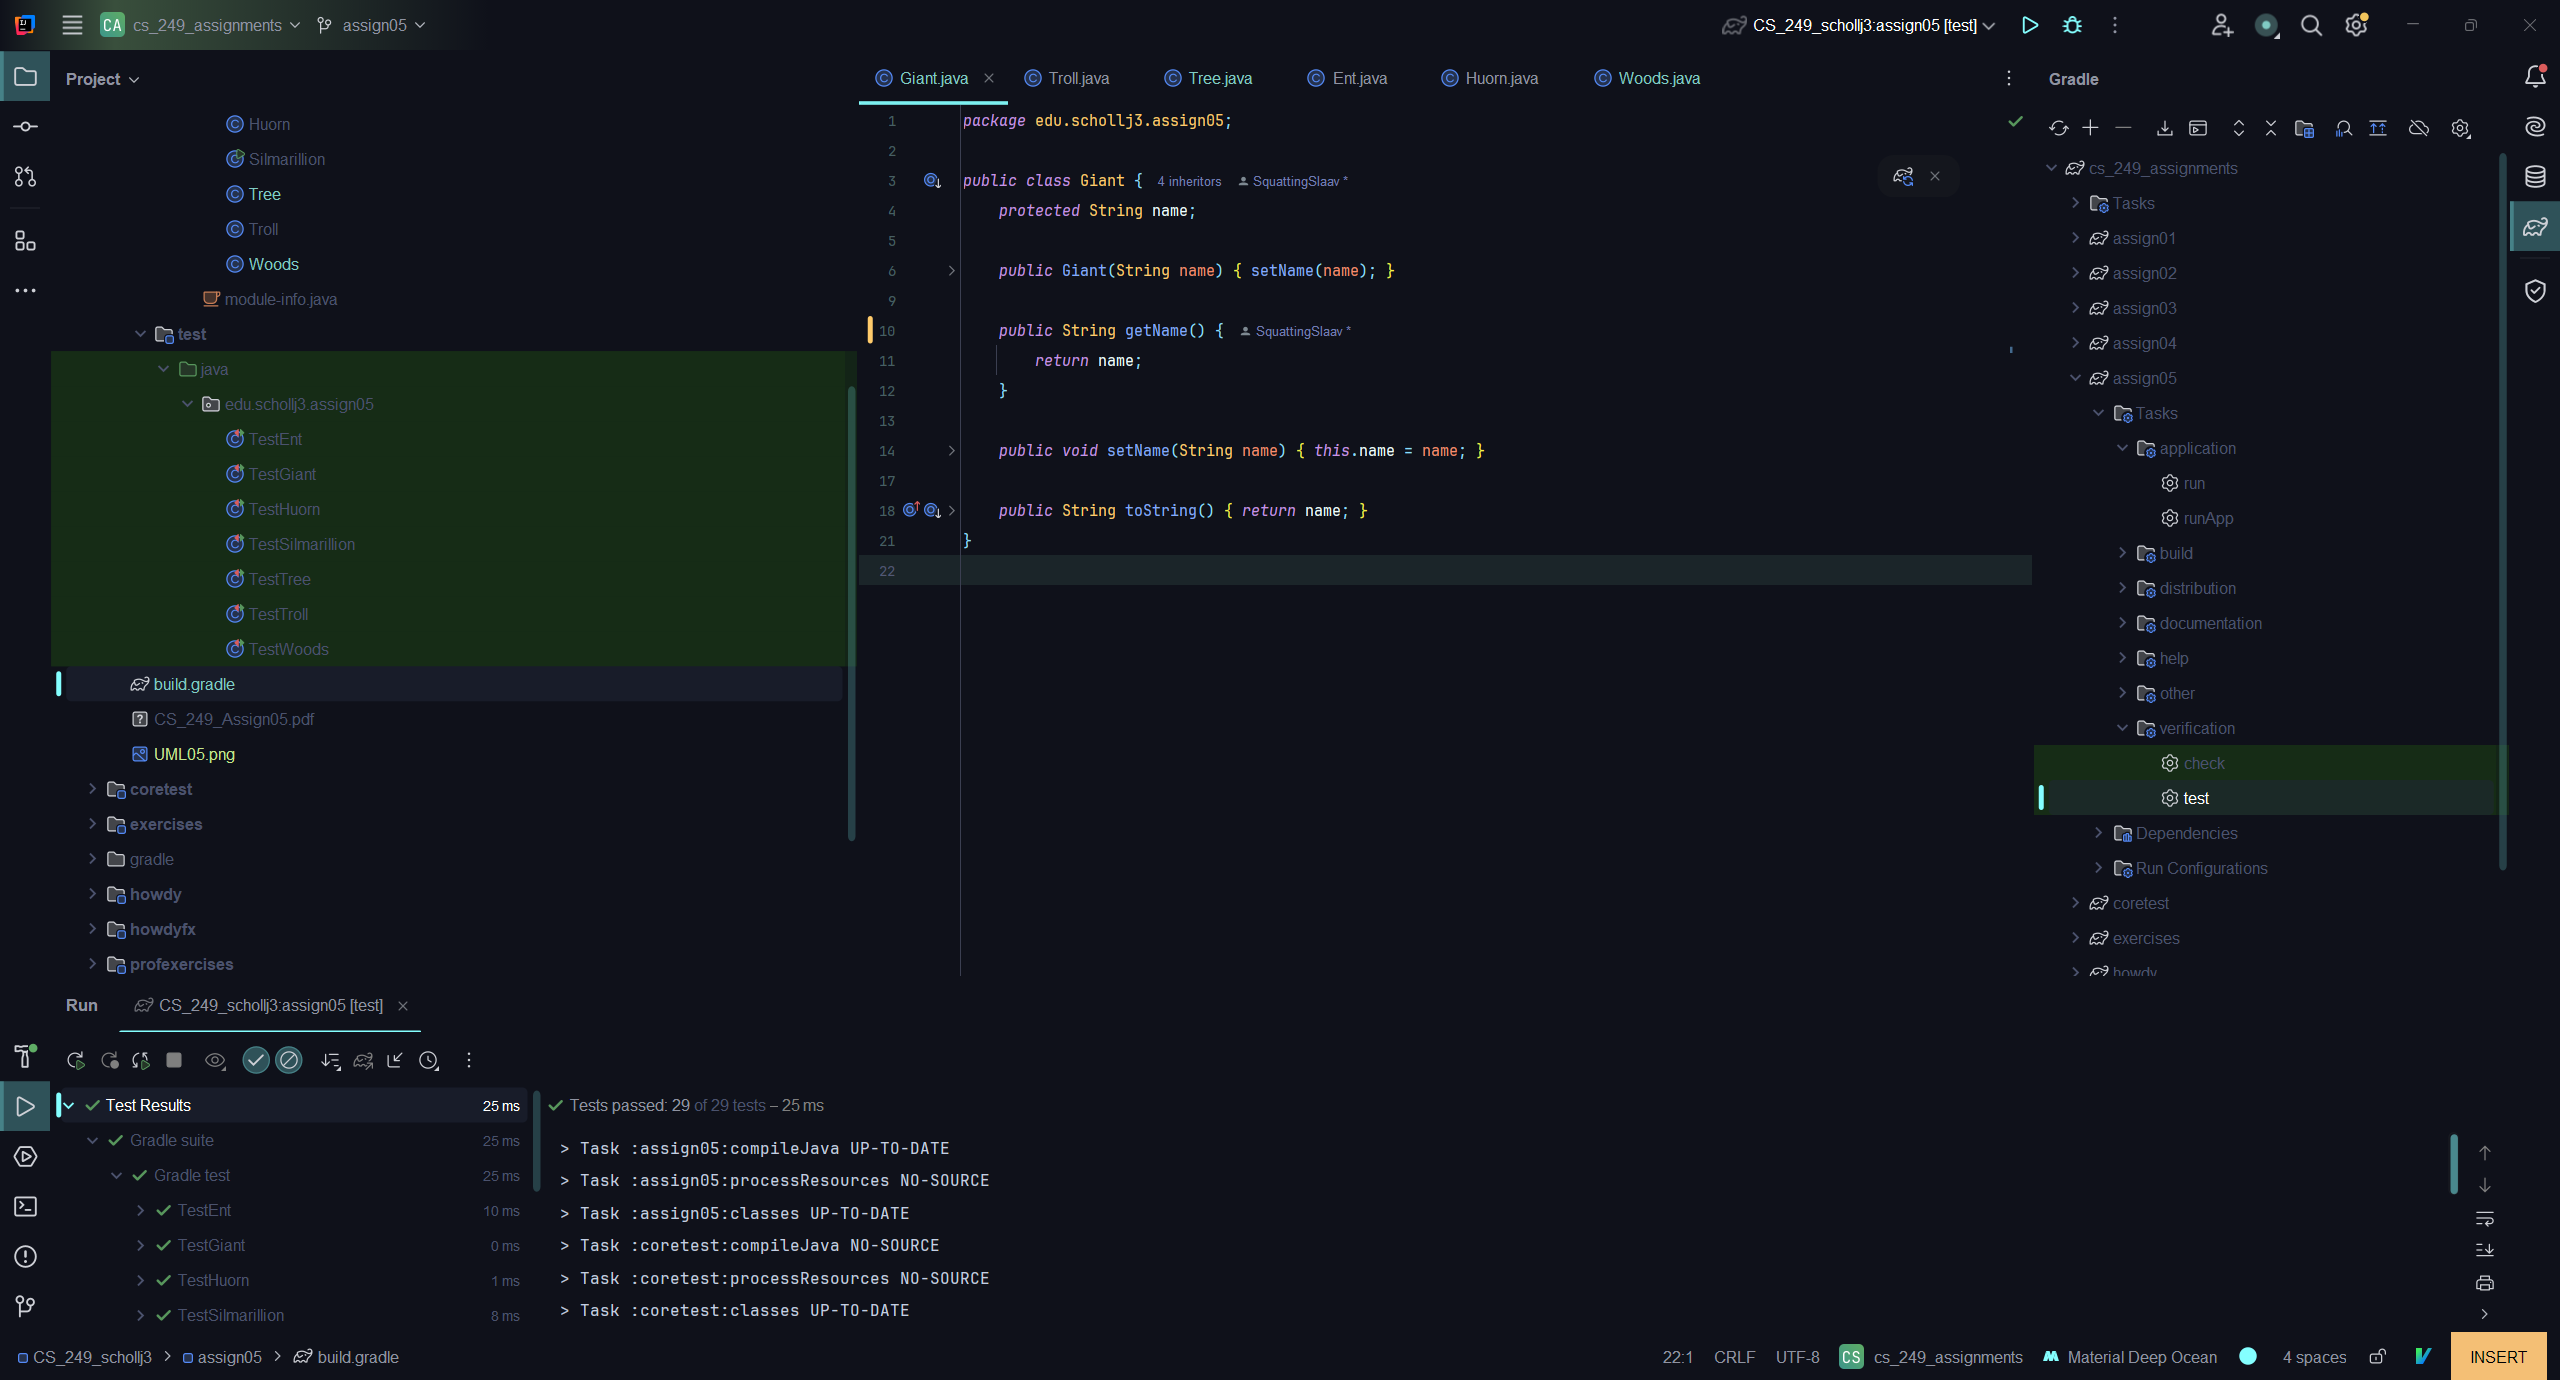 CA cs_249_assignments assign05
CS_249_schollj3:assign05 [test]
Project
Huorn
Silmarillion
Tree
Troll
Woods
module-info.java
test
java
edu.schollj3.assign05
TestEnt
TestGiant
TestHuorn
TestSilmarillion
TestTree
TestTroll
TestWoods
build.gradle
CS_249_Assign05.pdf
UML05.png
coretest
exercises
gradle
howdy
howdyfx
profexercises
Giant.java Troll.java Tree.java Ent.java Huorn.java Woods.java
1 package edu.schollj3.assign05;
2
3 public class Giant { 4 inheritors SquattingSlaav *
4 protected String name;
5
6 public Giant(String name) { setName(name); }
9
10 public String getName() { SquattingSlaav *
11 return name;
12 }
13
14 public void setName(String name) { this.name = name; }
17
18 public String toString() { return name; }
21 }
22
Gradle
cs_249_assignments
Tasks
assign01
assign02
assign03
assign04
assign05
Tasks
application
run
runApp
build
distribution
documentation
help
other
verification
check
test
Dependencies
Run Configurations
coretest
exercises
howdy
Run CS_249_schollj3:assign05 [test]
Test Results 25 ms
Gradle suite 25 ms
Gradle test 25 ms
TestEnt 10 ms
TestGiant 0 ms
TestHuorn 1 ms
TestSilmarillion 8 ms
Tests passed: 29 of 29 tests – 25 ms
> Task :assign05:compileJava UP-TO-DATE
> Task :assign05:processResources NO-SOURCE
> Task :assign05:classes UP-TO-DATE
> Task :coretest:compileJava NO-SOURCE
> Task :coretest:processResources NO-SOURCE
> Task :coretest:classes UP-TO-DATE
CS_249_schollj3 > assign05 > build.gradle
22:1 CRLF UTF-8 CS cs_249_assignments Material Deep Ocean 4 spaces INSERT